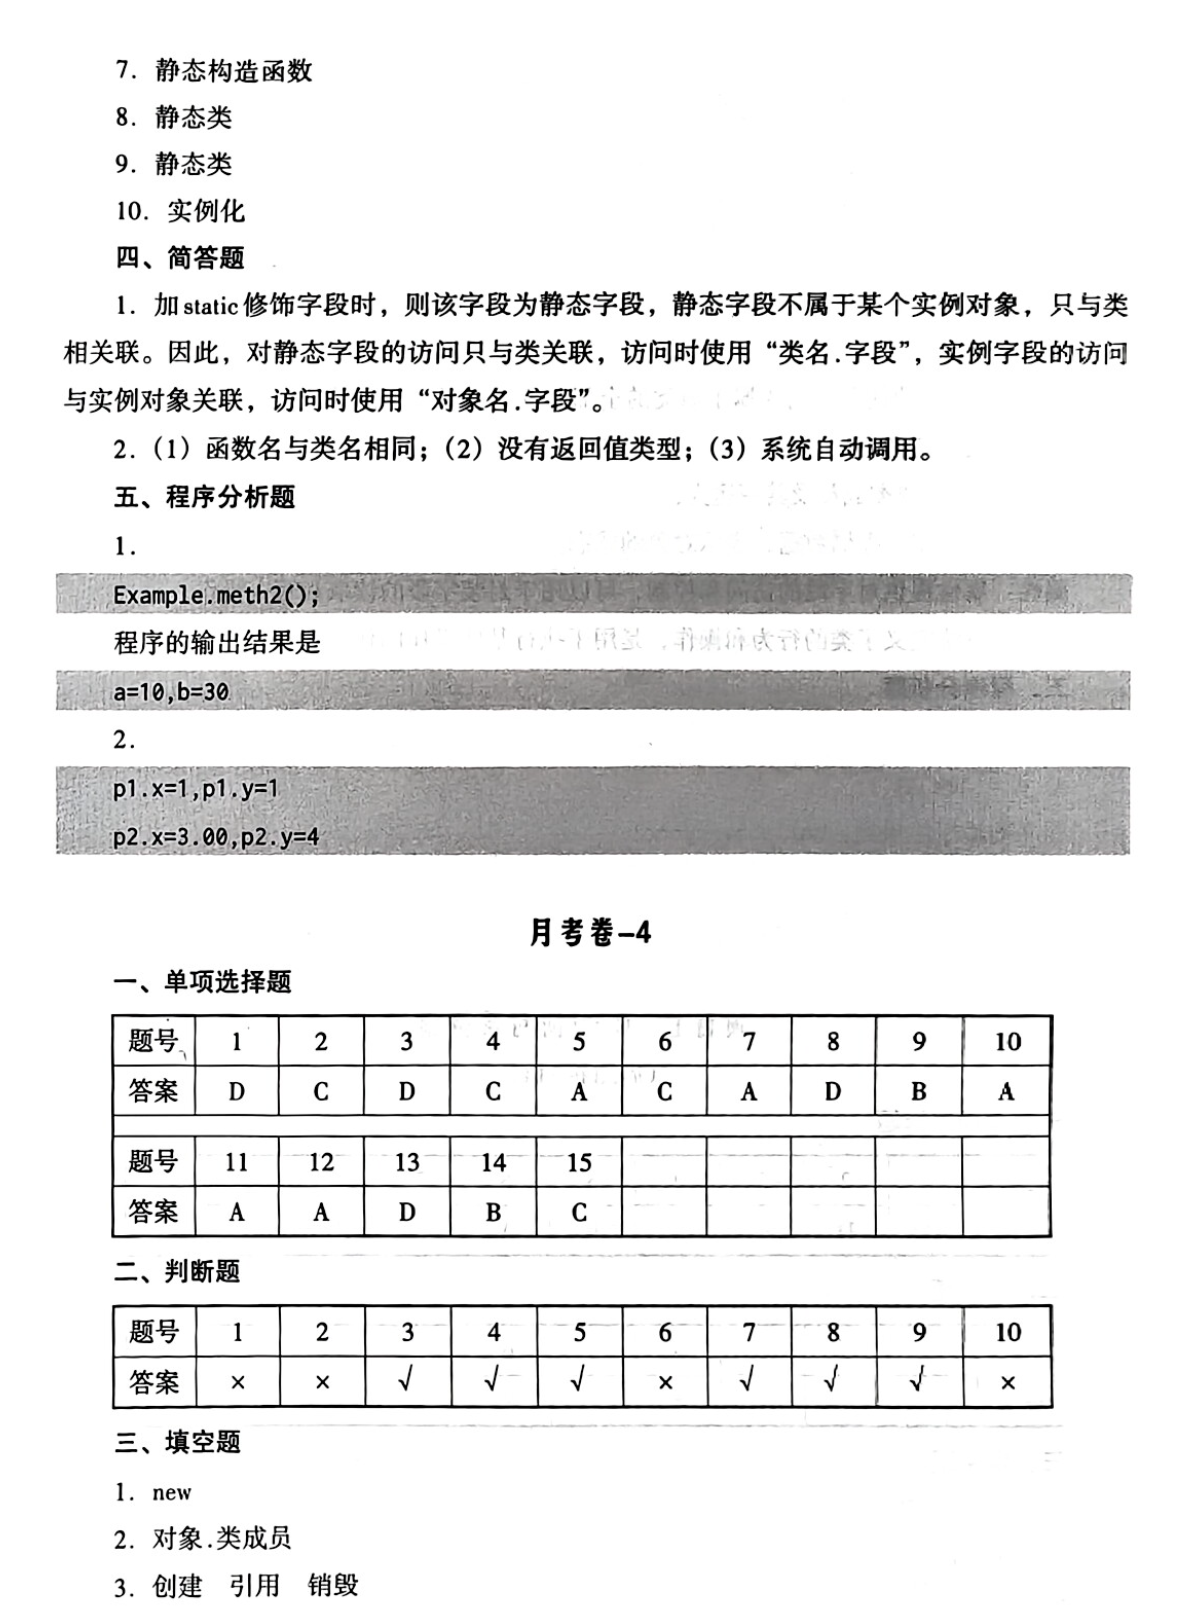 7. 静态构造函数
8. 静态类
9. 静态类
10. 实例化
四、简答题
1. 加static修饰字段时，则该字段为静态字段，静态字段不属于某个实例对象，只与类
相关联。因此，对静态字段的访问只与类关联，访问时使用“类名.字段”，实例字段的访问
与实例对象关联，访问时使用“对象名.字段”。
2.（1）函数名与类名相同；（2）没有返回值类型；（3）系统自动调用。
五、程序分析题
1.
Example.meth2();
程序的输出结果是
a=10,b=30
2.
p1.x=1,p1.y=1
p2.x=3.00,p2.y=4
月考卷-4
一、单项选择题
题号 1 2 3 4 5 6 7 8 9 10
答案 D C D C A C A D B A
题号 11 12 13 14 15
答案 A A D B C
二、判断题
题号 1 2 3 4 5 6 7 8 9 10
答案 × × √ √ √ × √ √ √ ×
三、填空题
1. new
2. 对象.类成员
3. 创建 引用 销毁